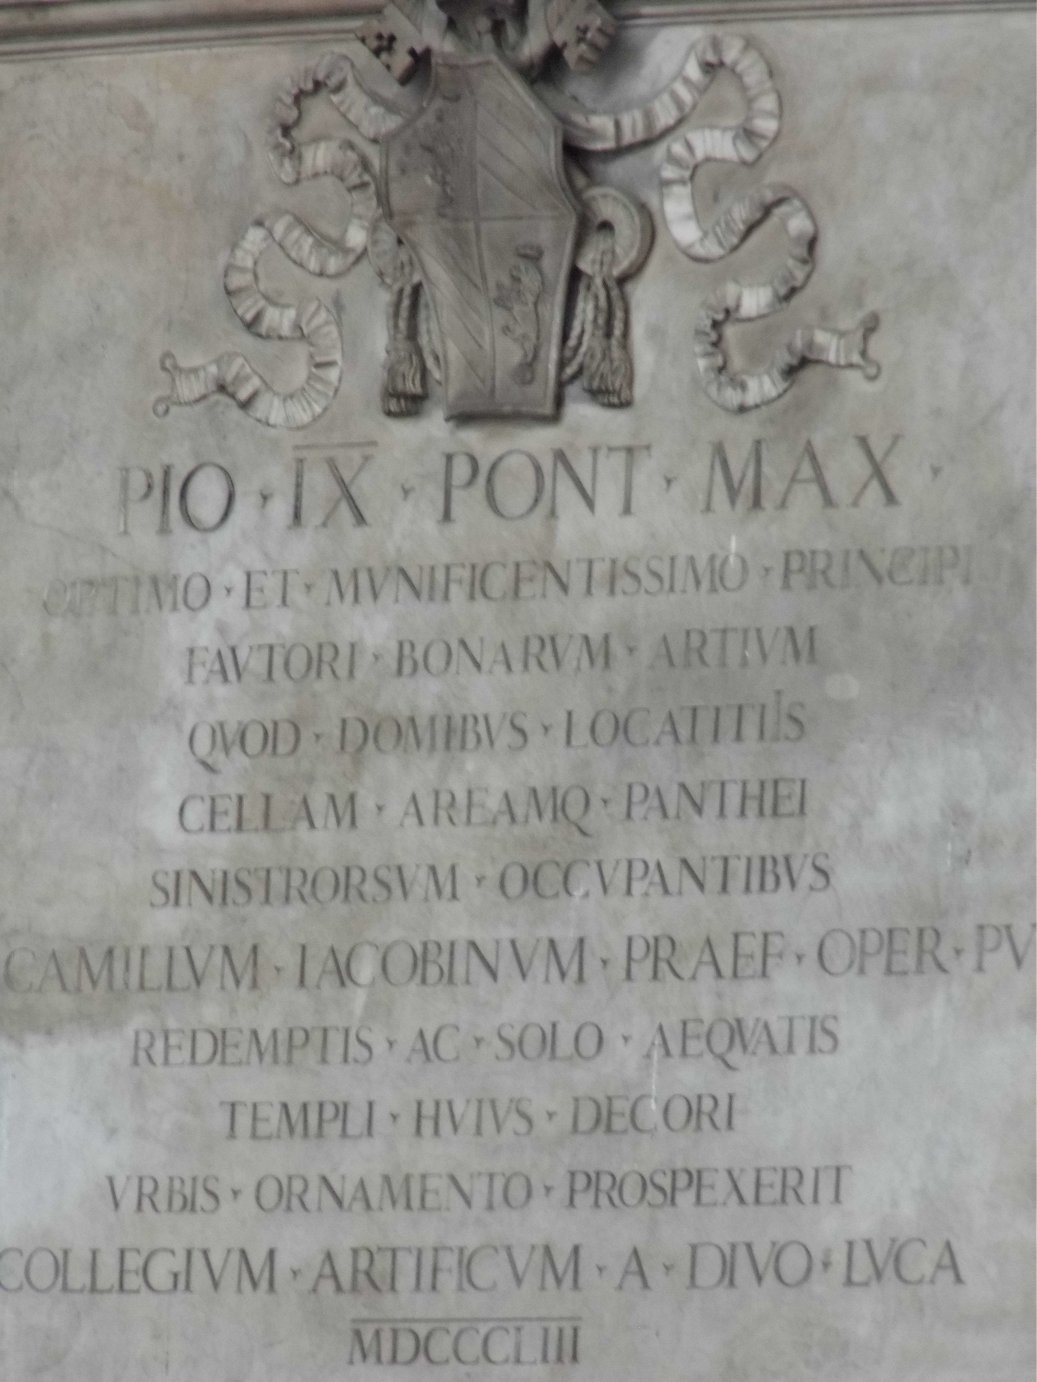 PIO · IX · PONT · MAX ·
OPTIMO · ET · MVNIFICENTISSIMO · PRINCIPI
FAVTORI · BONARVM · ARTIVM
QVOD · DOMIBVS · LOCATITIIS
CELLAM · AREAMQ · PANTHEI
SINISTRORSVM · OCCVPANTIBVS
CAMILLVM · IACOBINVM · PRAEF · OPER · PV
REDEMPTIS · AC · SOLO · AEQVATIS
TEMPLI · HVIVS · DECORI
VRBIS · ORNAMENTO · PROSPEXERIT
COLLEGIVM · ARTIFICVM · A · DIVO · LVCA
MDCCCLIII